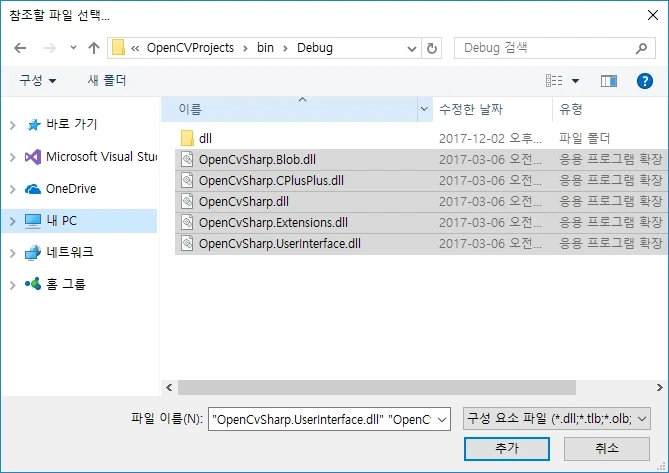 참조할 파일 선택...
« OpenCVProjects > bin > Debug
Debug 검색
구성
새 폴더
이름
수정한 날짜
유형
바로 가기
Microsoft Visual Stu
OneDrive
내 PC
네트워크
홈 그룹
dll 2017-12-02 오후... 파일 폴더
OpenCvSharp.Blob.dll 2017-03-06 오전... 응용 프로그램 확장
OpenCvSharp.CPlusPlus.dll 2017-03-06 오전... 응용 프로그램 확장
OpenCvSharp.dll 2017-03-06 오전... 응용 프로그램 확장
OpenCvSharp.Extensions.dll 2017-03-06 오전... 응용 프로그램 확장
OpenCvSharp.UserInterface.dll 2017-03-06 오전... 응용 프로그램 확장
파일 이름(N):
"OpenCvSharp.UserInterface.dll" "OpenC
구성 요소 파일 (*.dll;*.tlb;*.olb;
추가
취소